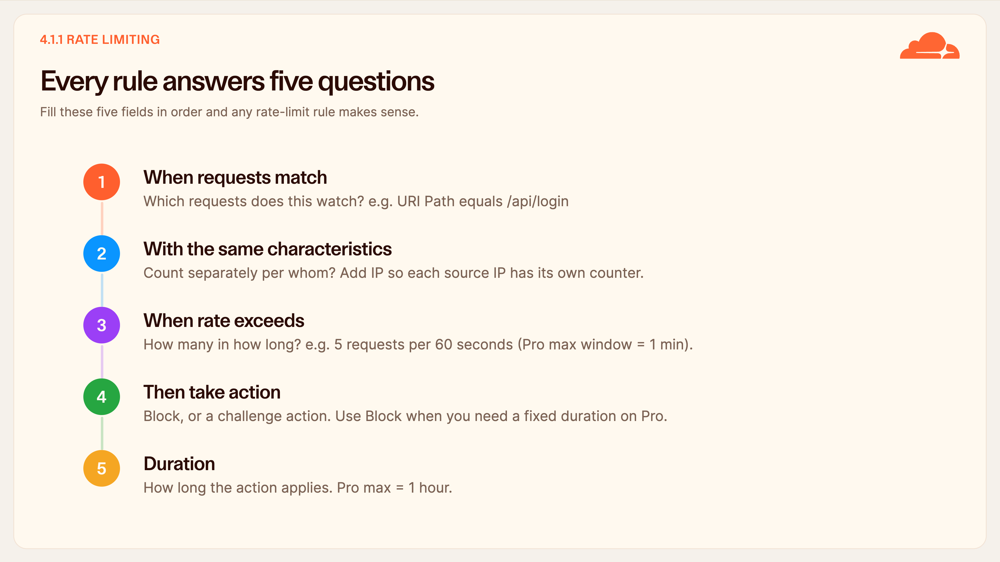 4.1.1 RATE LIMITING
Every rule answers five questions
Fill these five fields in order and any rate-limit rule makes sense.
1
When requests match
Which requests does this watch? e.g. URI Path equals /api/login
2
With the same characteristics
Count separately per whom? Add IP so each source IP has its own counter.
3
When rate exceeds
How many in how long? e.g. 5 requests per 60 seconds (Pro max window = 1 min).
4
Then take action
Block, or a challenge action. Use Block when you need a fixed duration on Pro.
5
Duration
How long the action applies. Pro max = 1 hour.